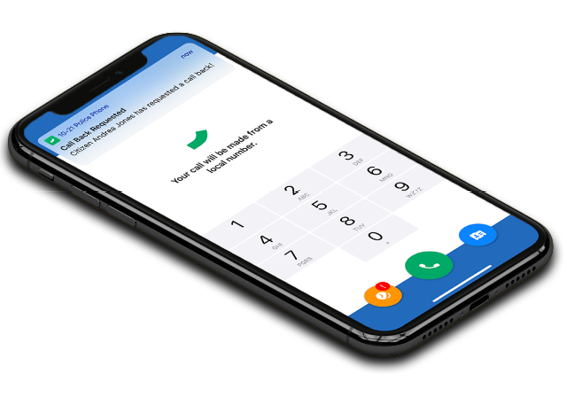 10-21 Police Phone
now
Call Back Requested
Citizen Andrea Jones has requested a call back!
Your call will be made from a
local number.
1
2
ABC
3
DEF
4
GHI
5
JKL
6
MNO
7
PQRS
8
TUV
9
WXYZ
0
+
1